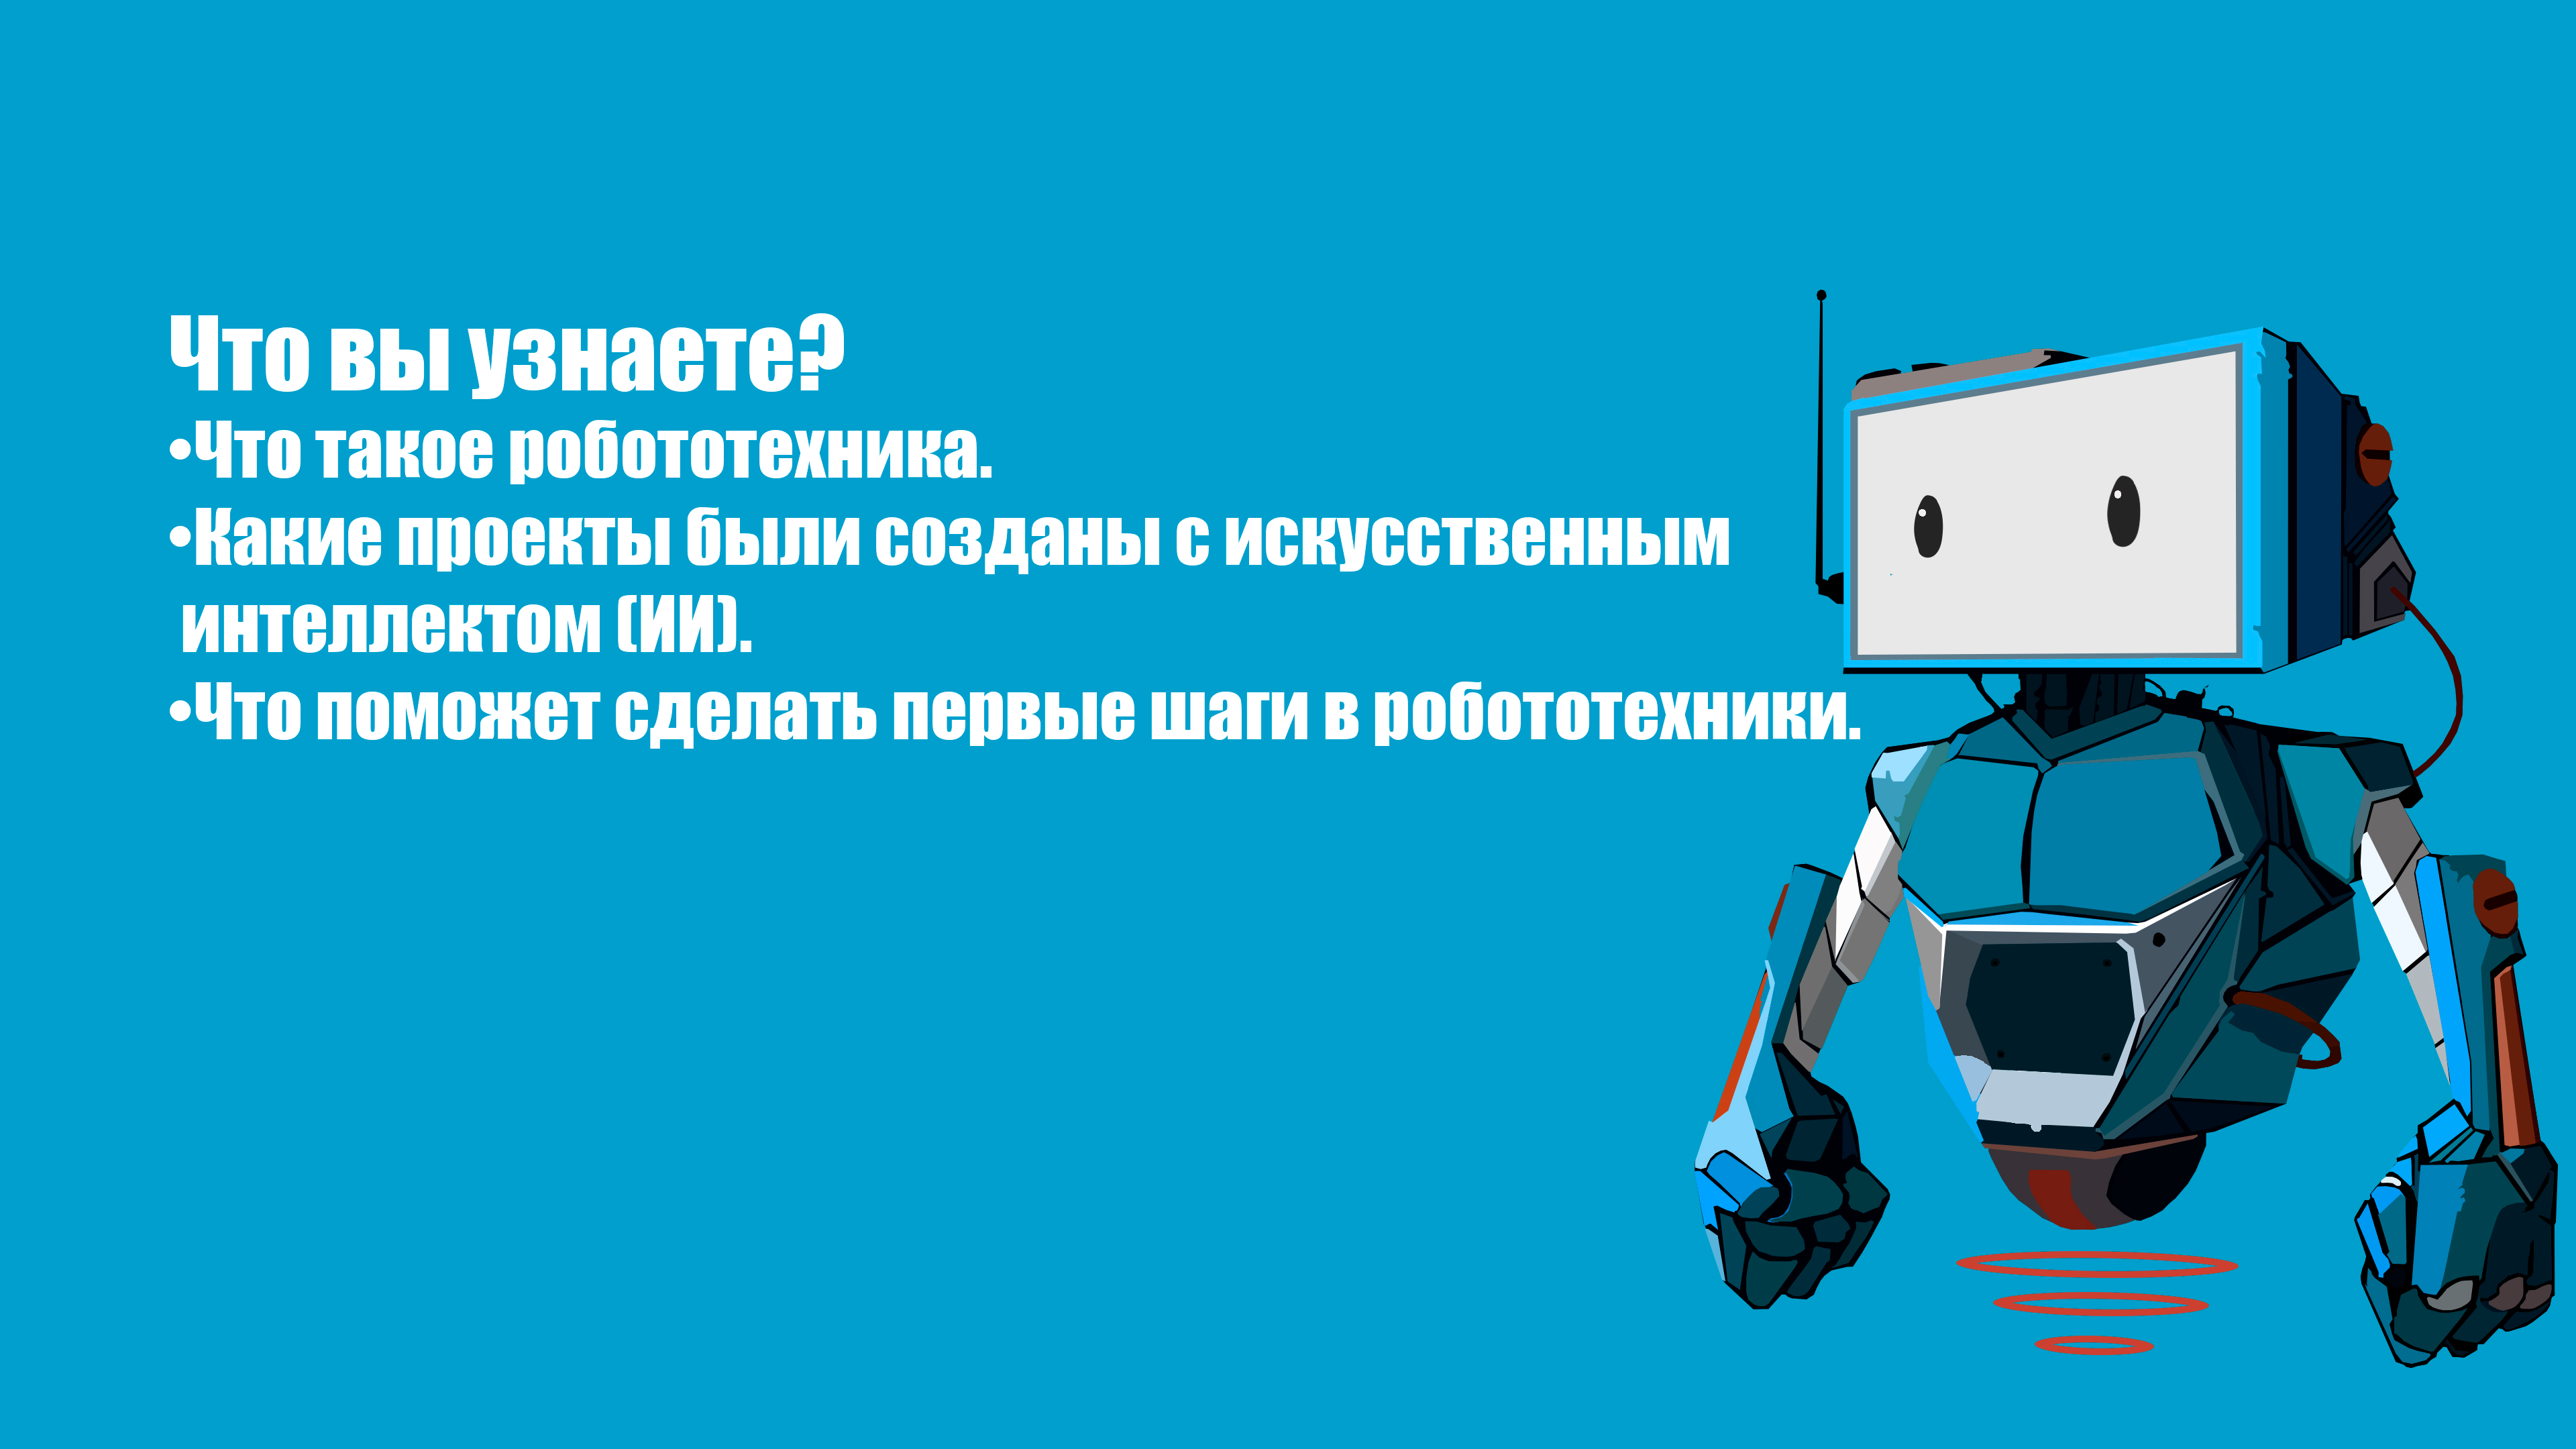 Что вы узнаете?
•Что такое робототехника.
•Какие проекты были созданы с искусственным
интеллектом (ИИ).
•Что поможет сделать первые шаги в робототехники.